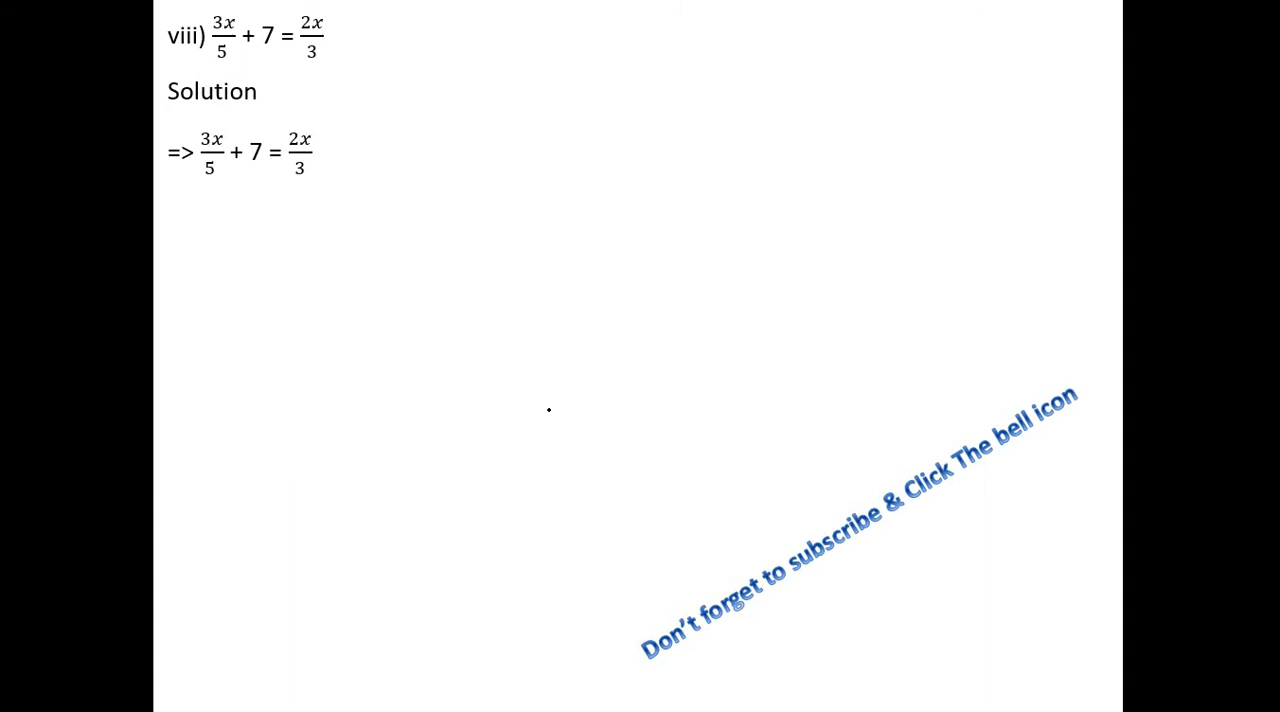 viii) 3x/5 + 7 = 2x/3
Solution
=> 3x/5 + 7 = 2x/3
Don't forget to subscribe & Click The bell icon